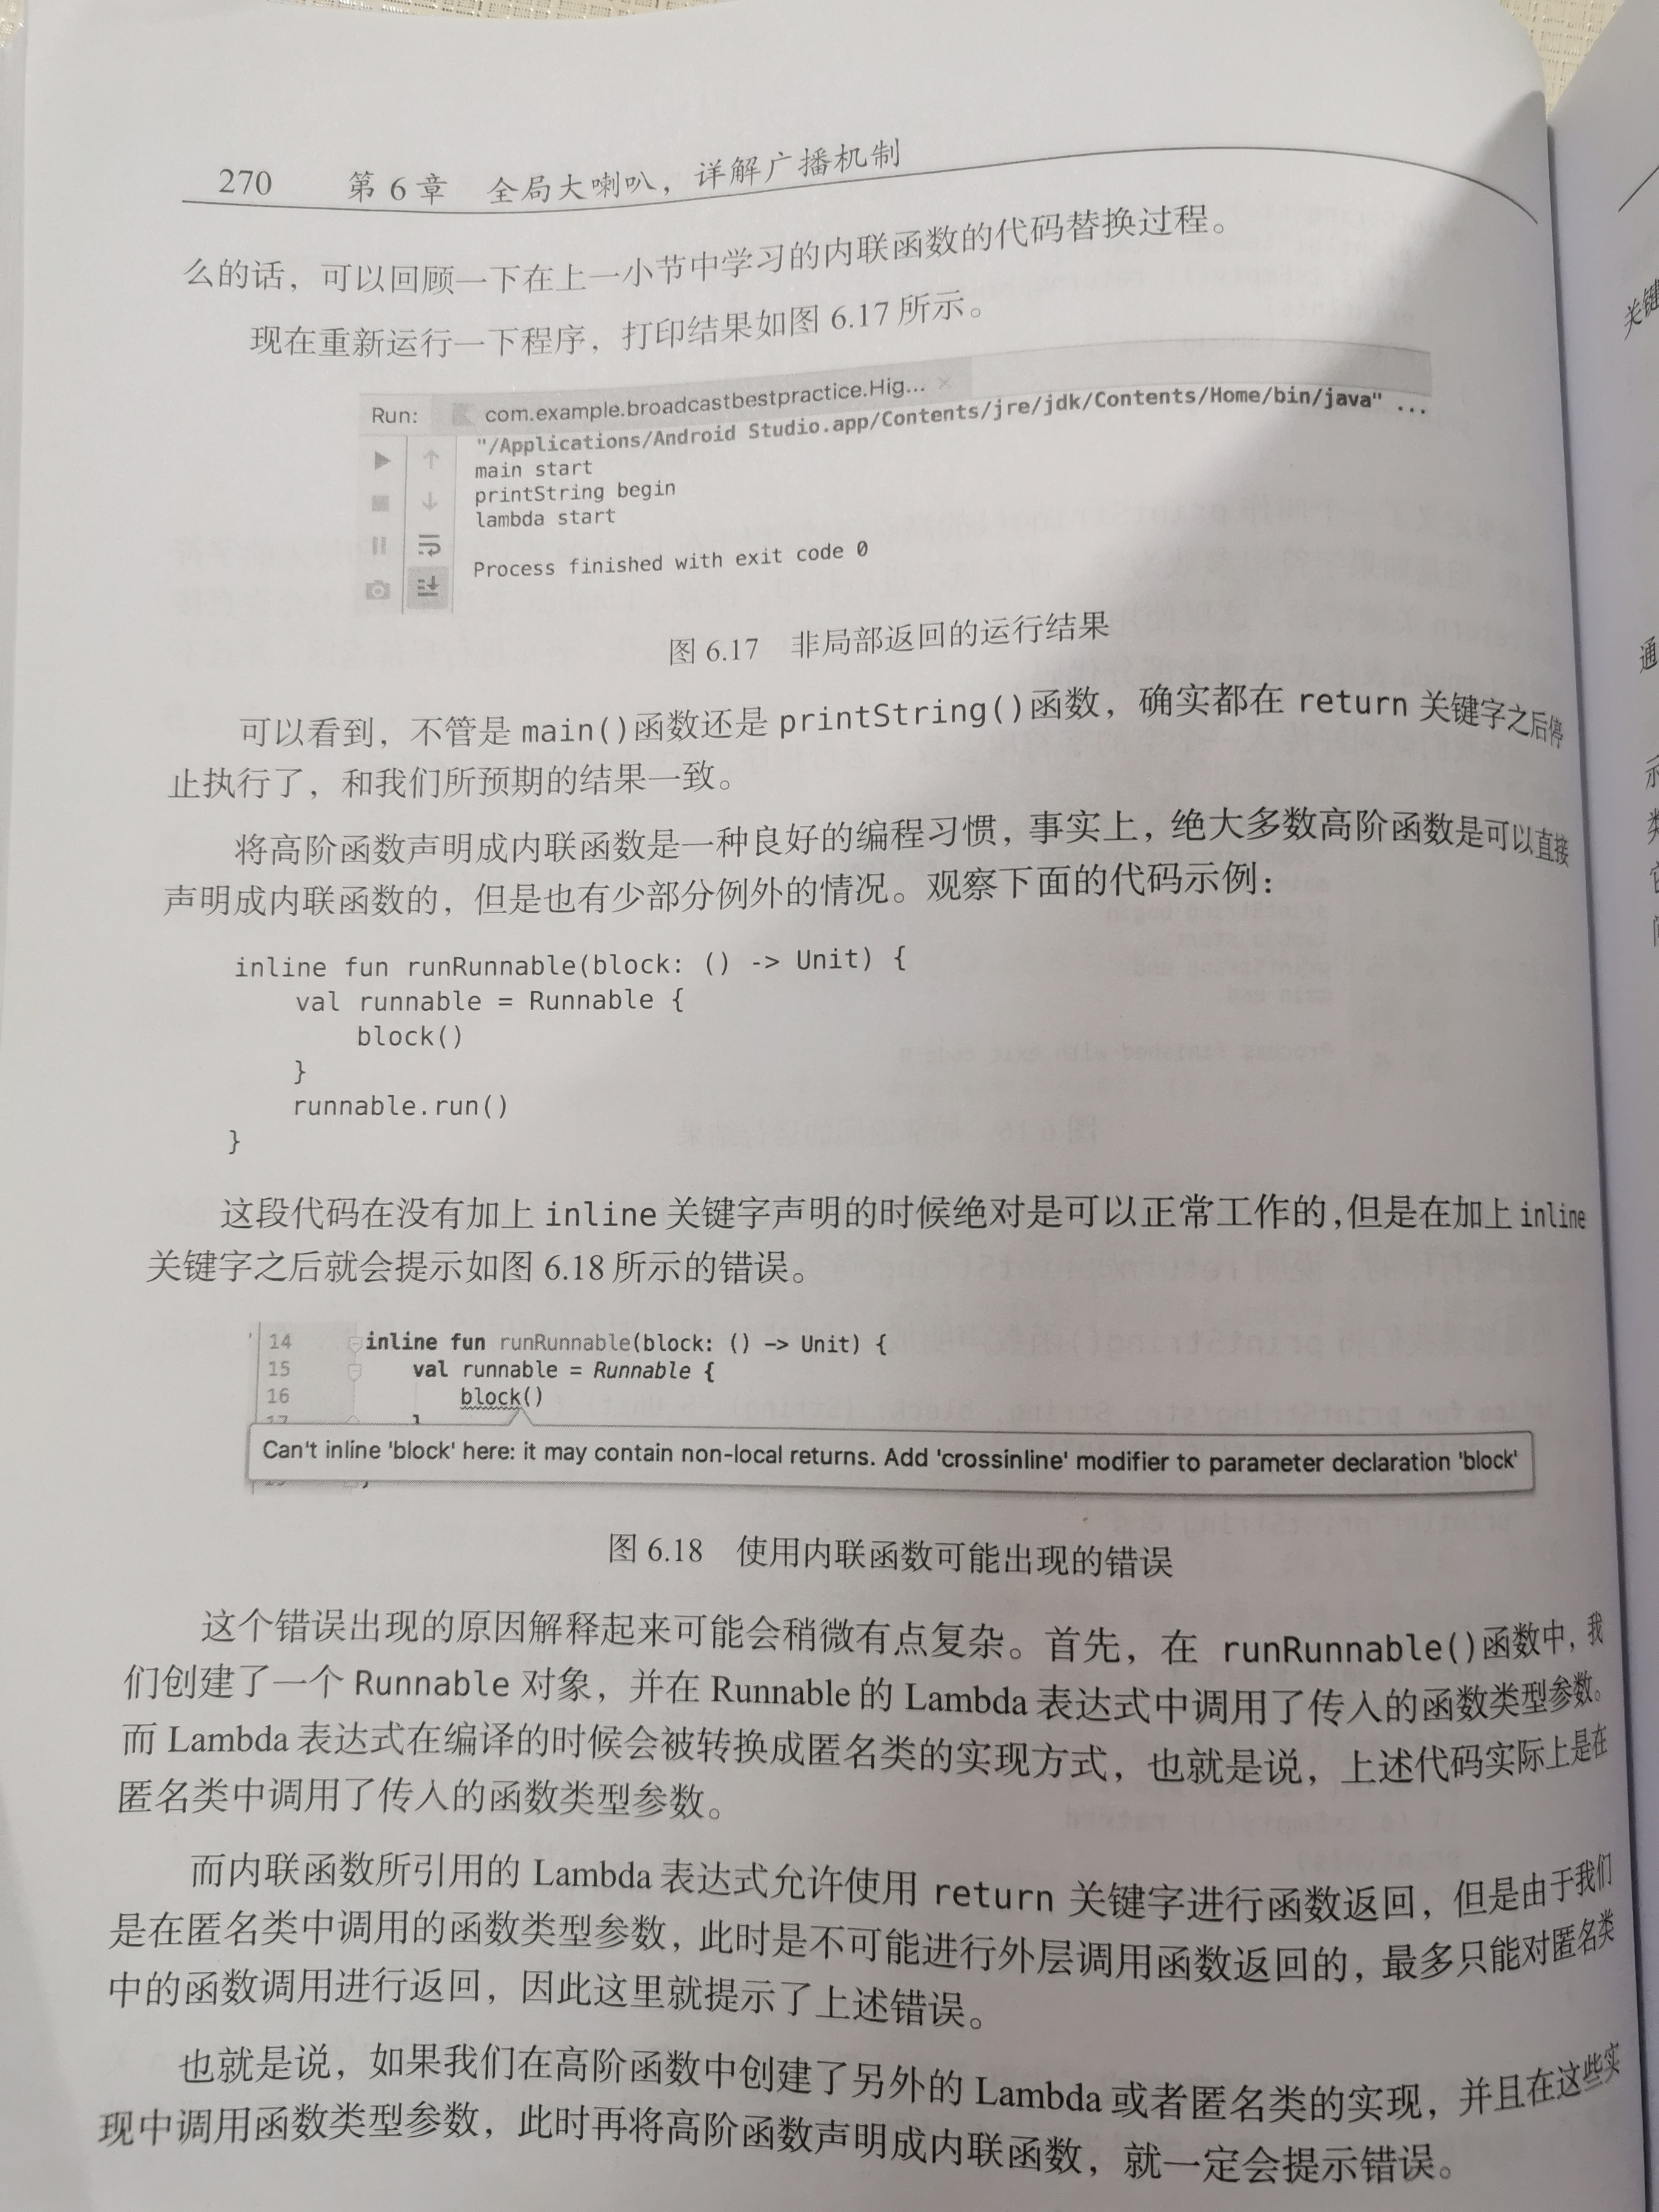 270 第 6 章 全局大喇叭，详解广播机制
么的话，可以回顾一下在上一小节中学习的内联函数的代码替换过程。
现在重新运行一下程序，打印结果如图 6.17 所示。
Run: com.example.broadcastbestpractice.Hig... ×
"/Applications/Android Studio.app/Contents/jre/jdk/Contents/Home/bin/java" ...
main start
printString begin
lambda start
Process finished with exit code 0
图 6.17 非局部返回的运行结果
可以看到，不管是 main()函数还是 printString()函数，确实都在 return 关键字之后停
止执行了，和我们所预期的结果一致。
将高阶函数声明成内联函数是一种良好的编程习惯，事实上，绝大多数高阶函数是可以直接
声明成内联函数的，但是也有少部分例外的情况。观察下面的代码示例：
inline fun runRunnable(block: () -> Unit) {
val runnable = Runnable {
block()
}
runnable.run()
}
这段代码在没有加上 inline 关键字声明的时候绝对是可以正常工作的，但是在加上 inline
关键字之后就会提示如图 6.18 所示的错误。
14 inline fun runRunnable(block: () -> Unit) {
15 val runnable = Runnable {
16 block()
Can't inline 'block' here: it may contain non-local returns. Add 'crossinline' modifier to parameter declaration 'block'
图 6.18 使用内联函数可能出现的错误
这个错误出现的原因解释起来可能会稍微有点复杂。首先，在 runRunnable()函数中，我
们创建了一个 Runnable 对象，并在 Runnable 的 Lambda 表达式中调用了传入的函数类型参数。
而 Lambda 表达式在编译的时候会被转换成匿名类的实现方式，也就是说，上述代码实际上是在
匿名类中调用了传入的函数类型参数。
而内联函数所引用的 Lambda 表达式允许使用 return 关键字进行函数返回，但是由于我们
是在匿名类中调用的函数类型参数，此时是不可能进行外层调用函数返回的，最多只能对匿名类
中的函数调用进行返回，因此这里就提示了上述错误。
也就是说，如果我们在高阶函数中创建了另外的 Lambda 或者匿名类的实现，并且在这些实
现中调用函数类型参数，此时再将高阶函数声明成内联函数，就一定会提示错误。
关键
通